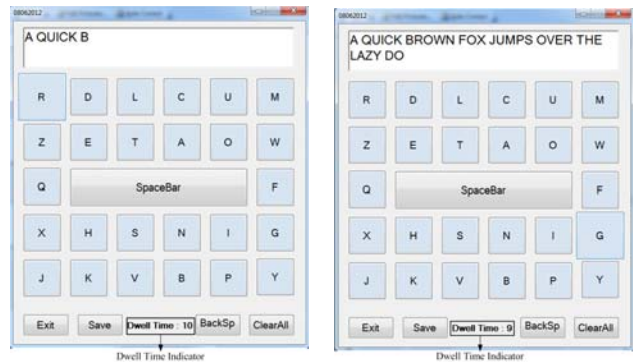 08062012
A QUICK B
R D L C U M
Z E T A O W
Q SpaceBar F
X H S N I G
J K V B P Y
Exit Save Dwell Time : 10 BackSp ClearAll
Dwell Time Indicator
08062012
A QUICK BROWN FOX JUMPS OVER THE
LAZY DO
R D L C U M
Z E T A O W
Q SpaceBar F
X H S N I G
J K V B P Y
Exit Save Dwell Time : 9 BackSp ClearAll
Dwell Time Indicator